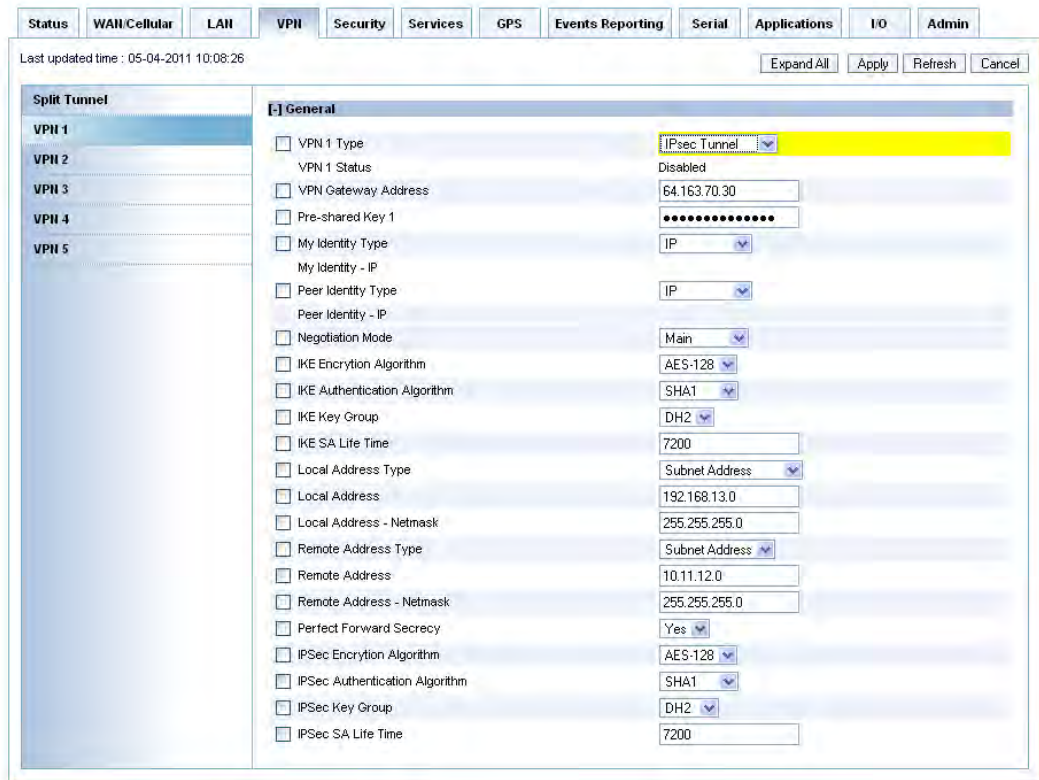 Status WAN/Cellular LAN VPN Security Services GPS Events Reporting Serial Applications I/O Admin
Last updated time : 05-04-2011 10:08:26 Expand All Apply Refresh Cancel
Split Tunnel
VPN 1
VPN 2
VPN 3
VPN 4
VPN 5
[-] General
VPN 1 Type IPsec Tunnel
VPN 1 Status Disabled
VPN Gateway Address 64.163.70.30
Pre-shared Key 1 ●●●●●●●●●●●●●●
My Identity Type IP
My Identity - IP
Peer Identity Type IP
Peer Identity - IP
Negotiation Mode Main
IKE Encrytion Algorithm AES-128
IKE Authentication Algorithm SHA1
IKE Key Group DH2
IKE SA Life Time 7200
Local Address Type Subnet Address
Local Address 192.168.13.0
Local Address - Netmask 255.255.255.0
Remote Address Type Subnet Address
Remote Address 10.11.12.0
Remote Address - Netmask 255.255.255.0
Perfect Forward Secrecy Yes
IPSec Encrytion Algorithm AES-128
IPSec Authentication Algorithm SHA1
IPSec Key Group DH2
IPSec SA Life Time 7200